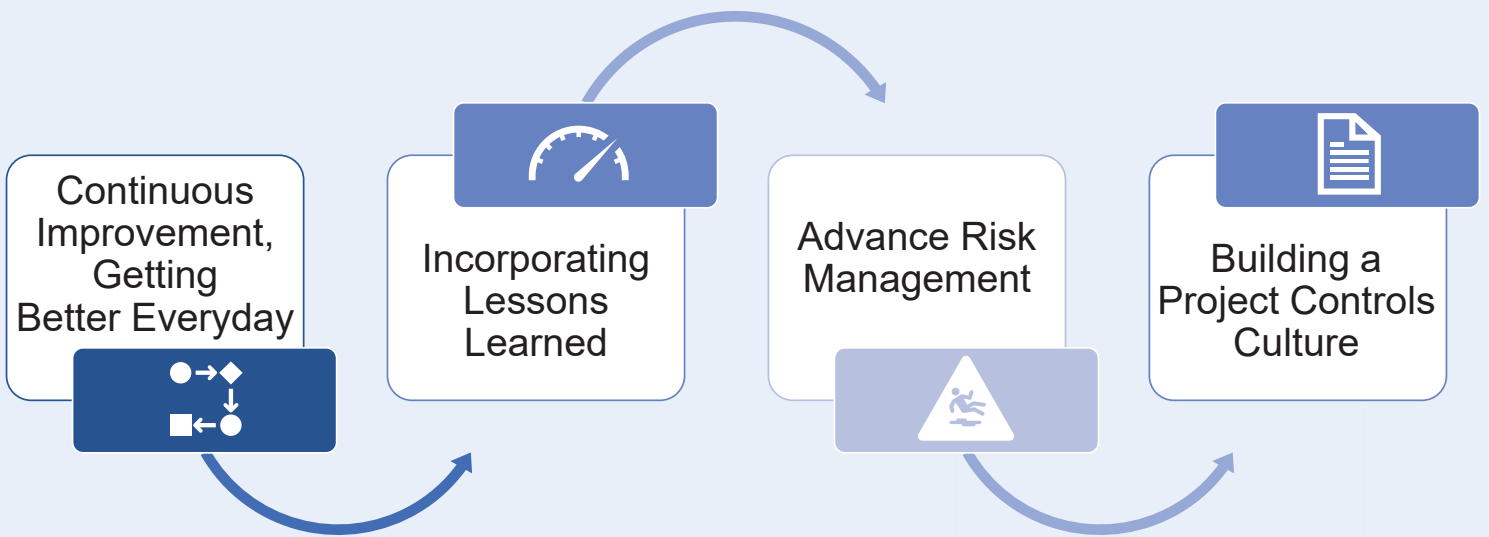 Continuous
Improvement,
Getting
Better Everyday
Incorporating
Lessons
Learned
Advance Risk
Management
Building a
Project Controls
Culture